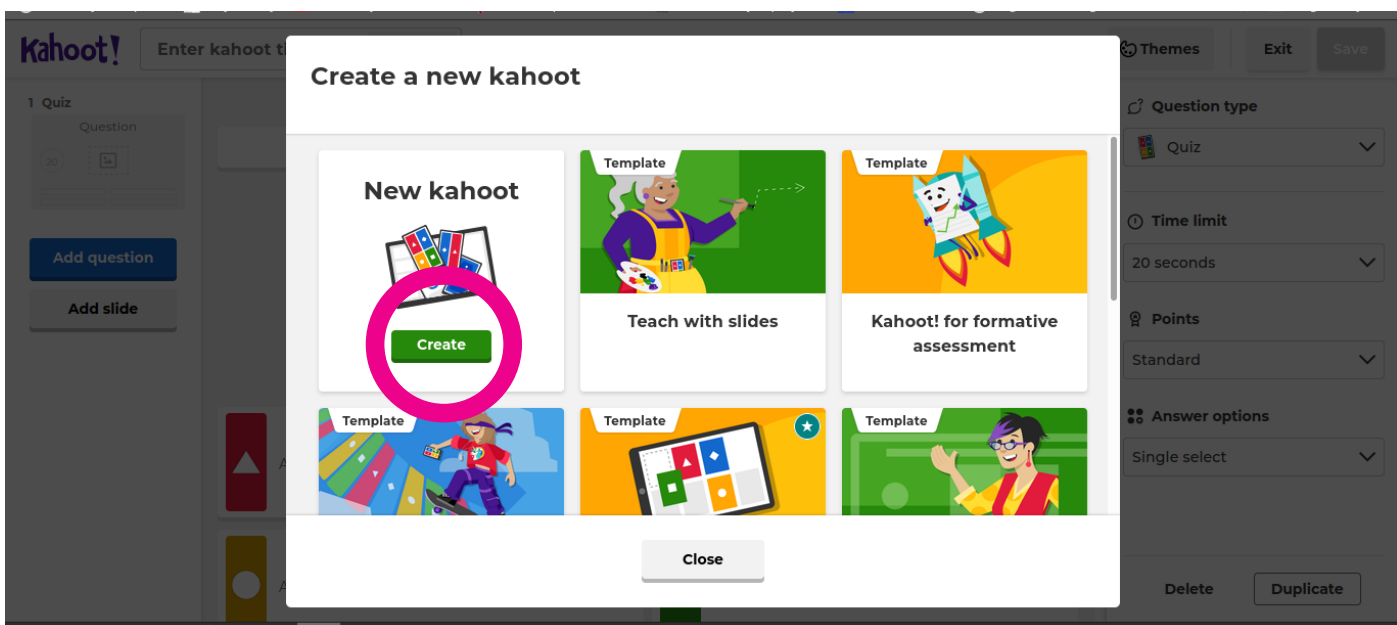 Kahoot!
Enter kahoot t
Themes
Exit
Save
Create a new kahoot
1 Quiz
Question
20
Add question
Add slide
New kahoot
Create
Template
Teach with slides
Template
Kahoot! for formative
assessment
Template
Template
Template
Close
Question type
Quiz
Time limit
20 seconds
Points
Standard
Answer options
Single select
Delete
Duplicate